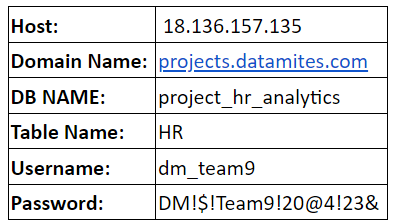 Host: 18.136.157.135
Domain Name: projects.datamites.com
DB NAME: project_hr_analytics
Table Name: HR
Username: dm_team9
Password: DM!$!Team9!20@4!23&